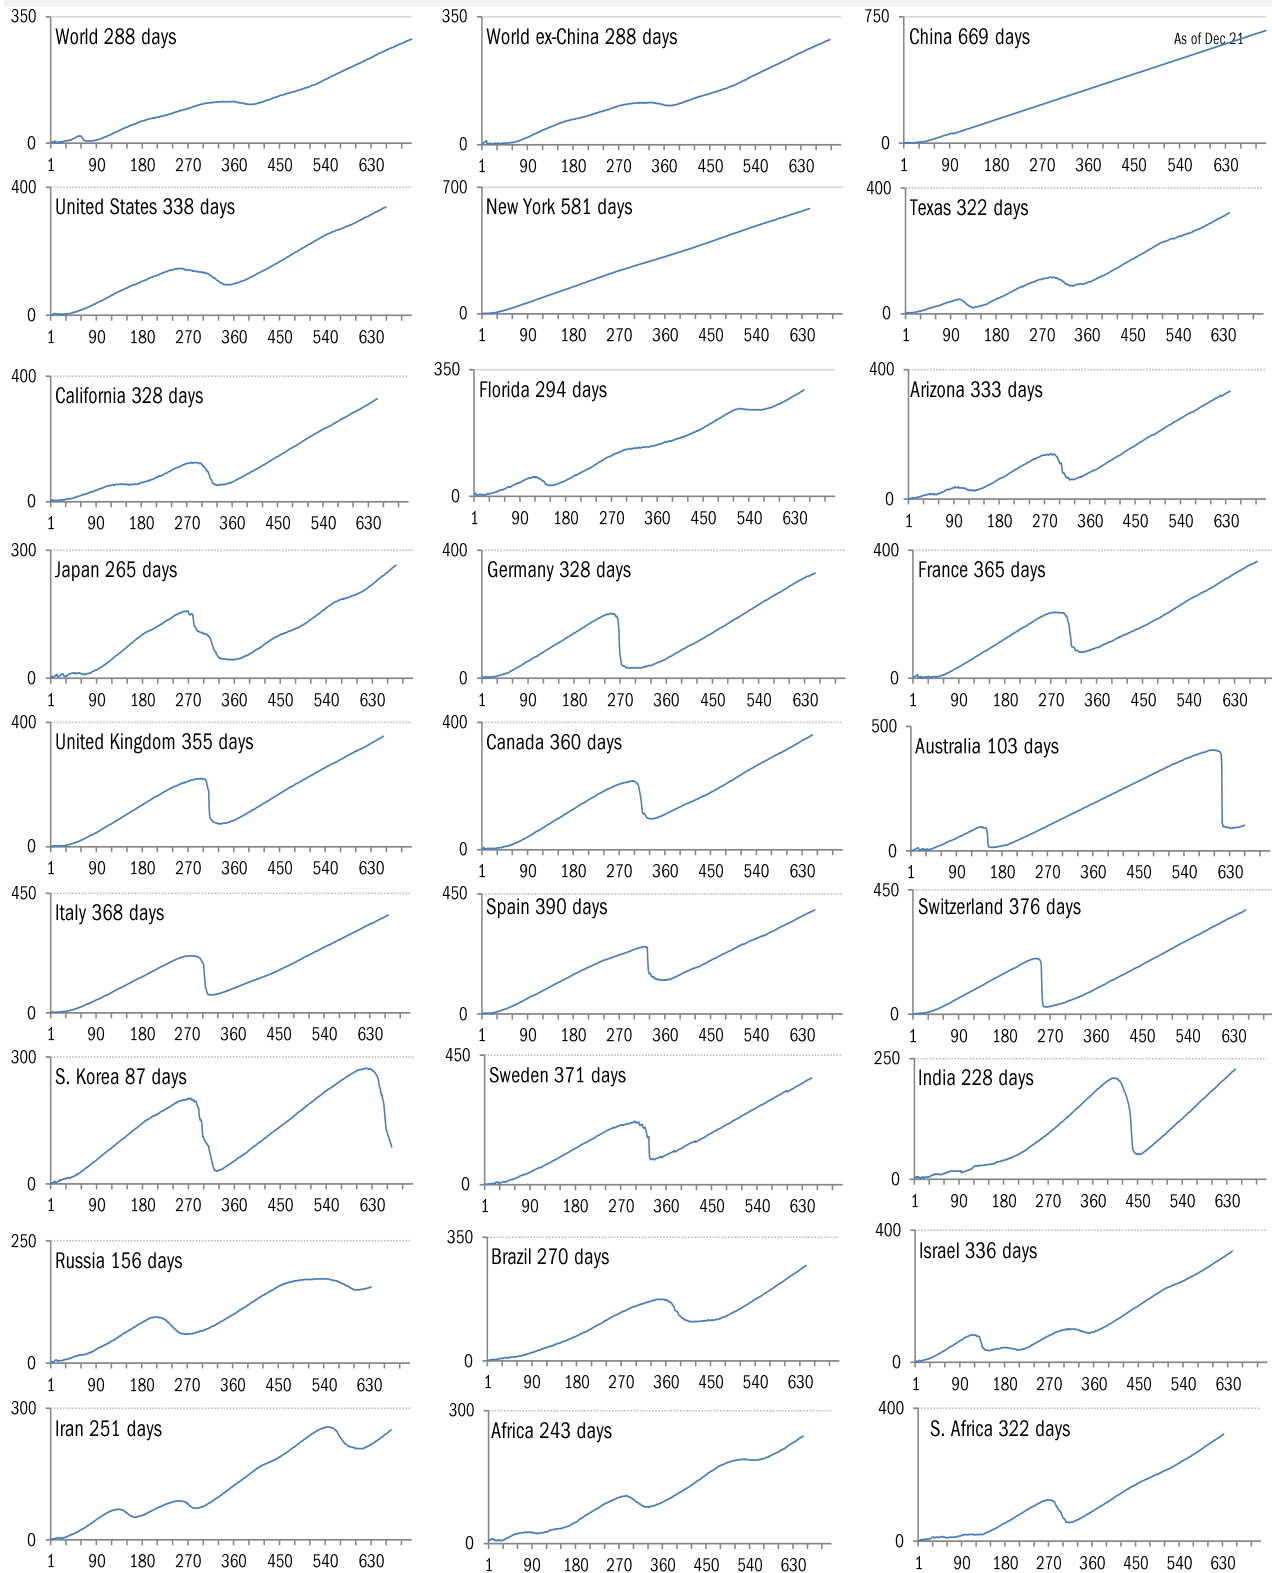 350
World 288 days
0
1 90 180 270 360 450 540 630
350
World ex-China 288 days
0
1 90 180 270 360 450 540 630
750
China 669 days
As of Dec 21
0
1 90 180 270 360 450 540 630
400
United States 338 days
0
1 90 180 270 360 450 540 630
700
New York 581 days
0
1 90 180 270 360 450 540 630
400
Texas 322 days
0
1 90 180 270 360 450 540 630
400
California 328 days
0
1 90 180 270 360 450 540 630
350
Florida 294 days
0
1 90 180 270 360 450 540 630
400
Arizona 333 days
0
1 90 180 270 360 450 540 630
300
Japan 265 days
0
1 90 180 270 360 450 540 630
400
Germany 328 days
0
1 90 180 270 360 450 540 630
400
France 365 days
0
1 90 180 270 360 450 540 630
400
United Kingdom 355 days
0
1 90 180 270 360 450 540 630
400
Canada 360 days
0
1 90 180 270 360 450 540 630
500
Australia 103 days
0
1 90 180 270 360 450 540 630
450
Italy 368 days
0
1 90 180 270 360 450 540 630
450
Spain 390 days
0
1 90 180 270 360 450 540 630
450
Switzerland 376 days
0
1 90 180 270 360 450 540 630
300
S. Korea 87 days
0
1 90 180 270 360 450 540 630
450
Sweden 371 days
0
1 90 180 270 360 450 540 630
250
India 228 days
0
1 90 180 270 360 450 540 630
250
Russia 156 days
0
1 90 180 270 360 450 540 630
350
Brazil 270 days
0
1 90 180 270 360 450 540 630
400
Israel 336 days
0
1 90 180 270 360 450 540 630
300
Iran 251 days
0
1 90 180 270 360 450 540 630
300
Africa 243 days
0
1 90 180 270 360 450 540 630
400
S. Africa 322 days
0
1 90 180 270 360 450 540 630